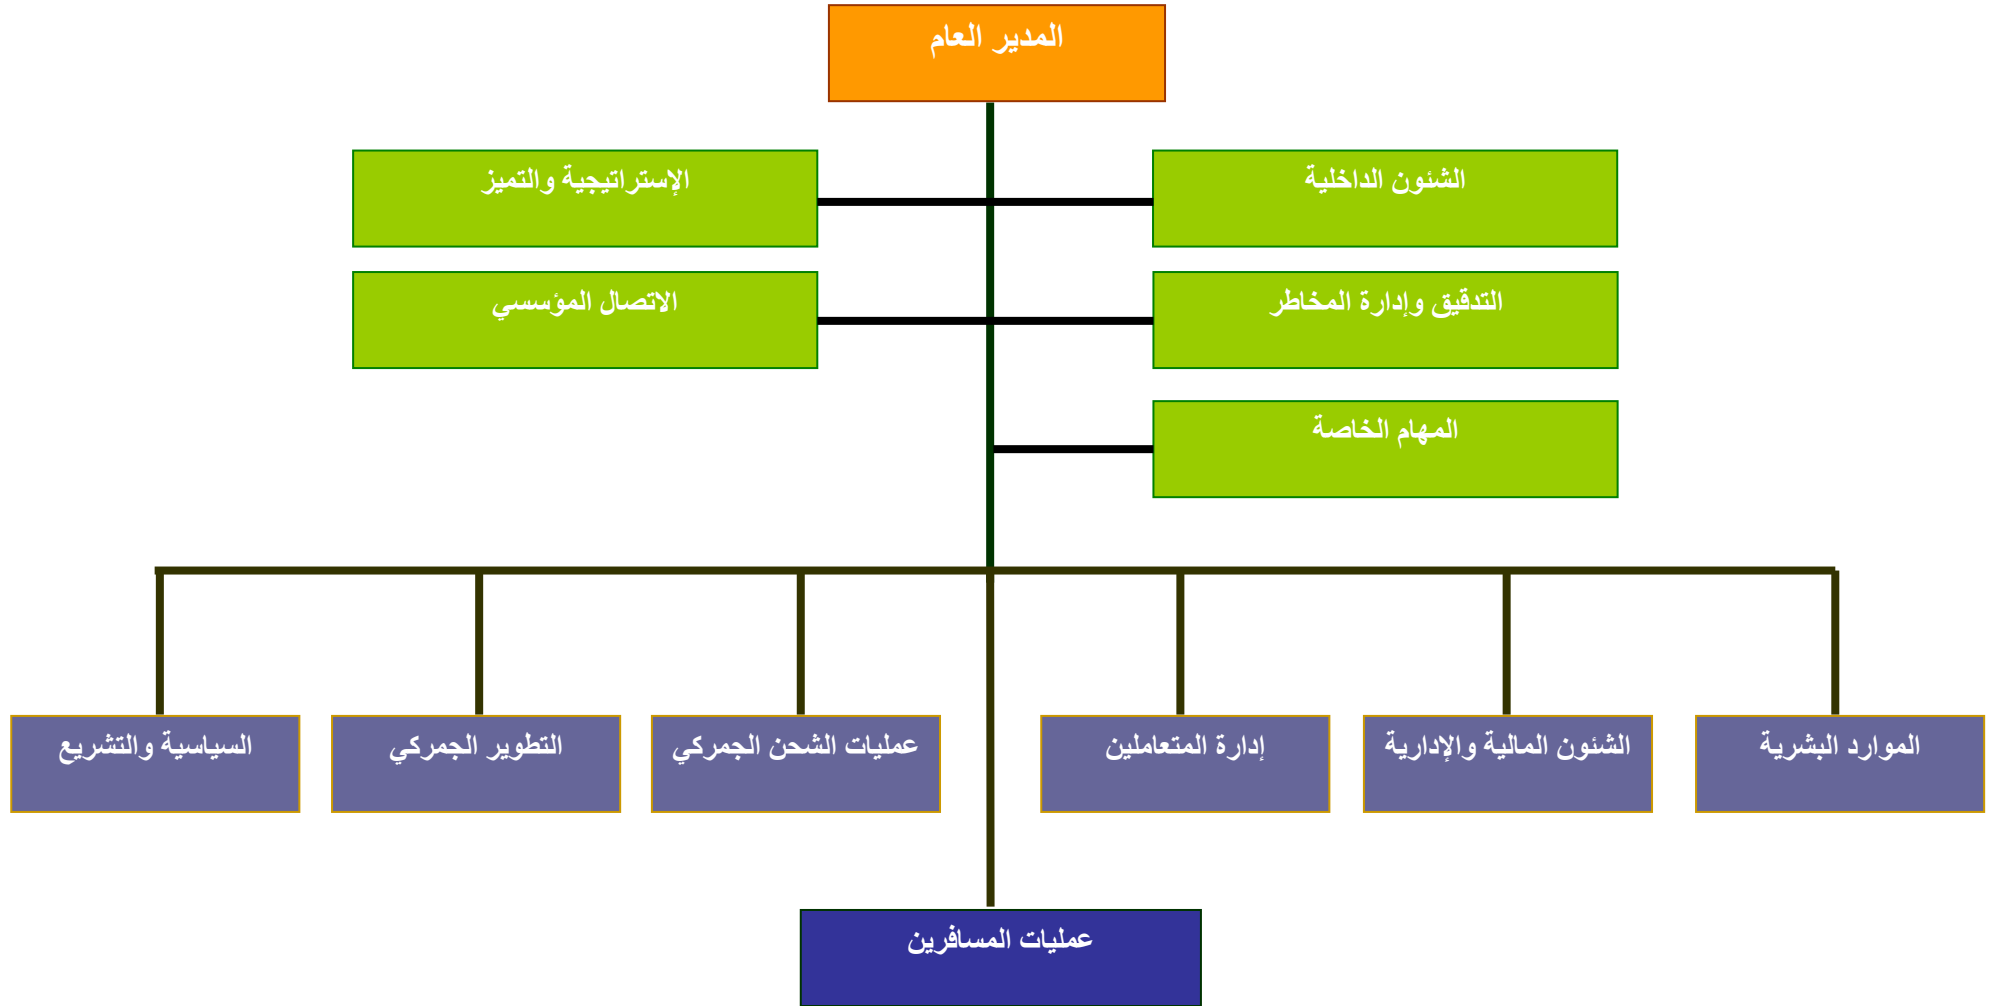 المدير العام
الشئون الداخلية
الإستراتيجية والتميز
التدقيق وإدارة المخاطر
الاتصال المؤسسي
المهام الخاصة
الموارد البشرية
الشئون المالية والإدارية
إدارة المتعاملين
عمليات الشحن الجمركي
التطوير الجمركي
السياسية والتشريع
عمليات المسافرين